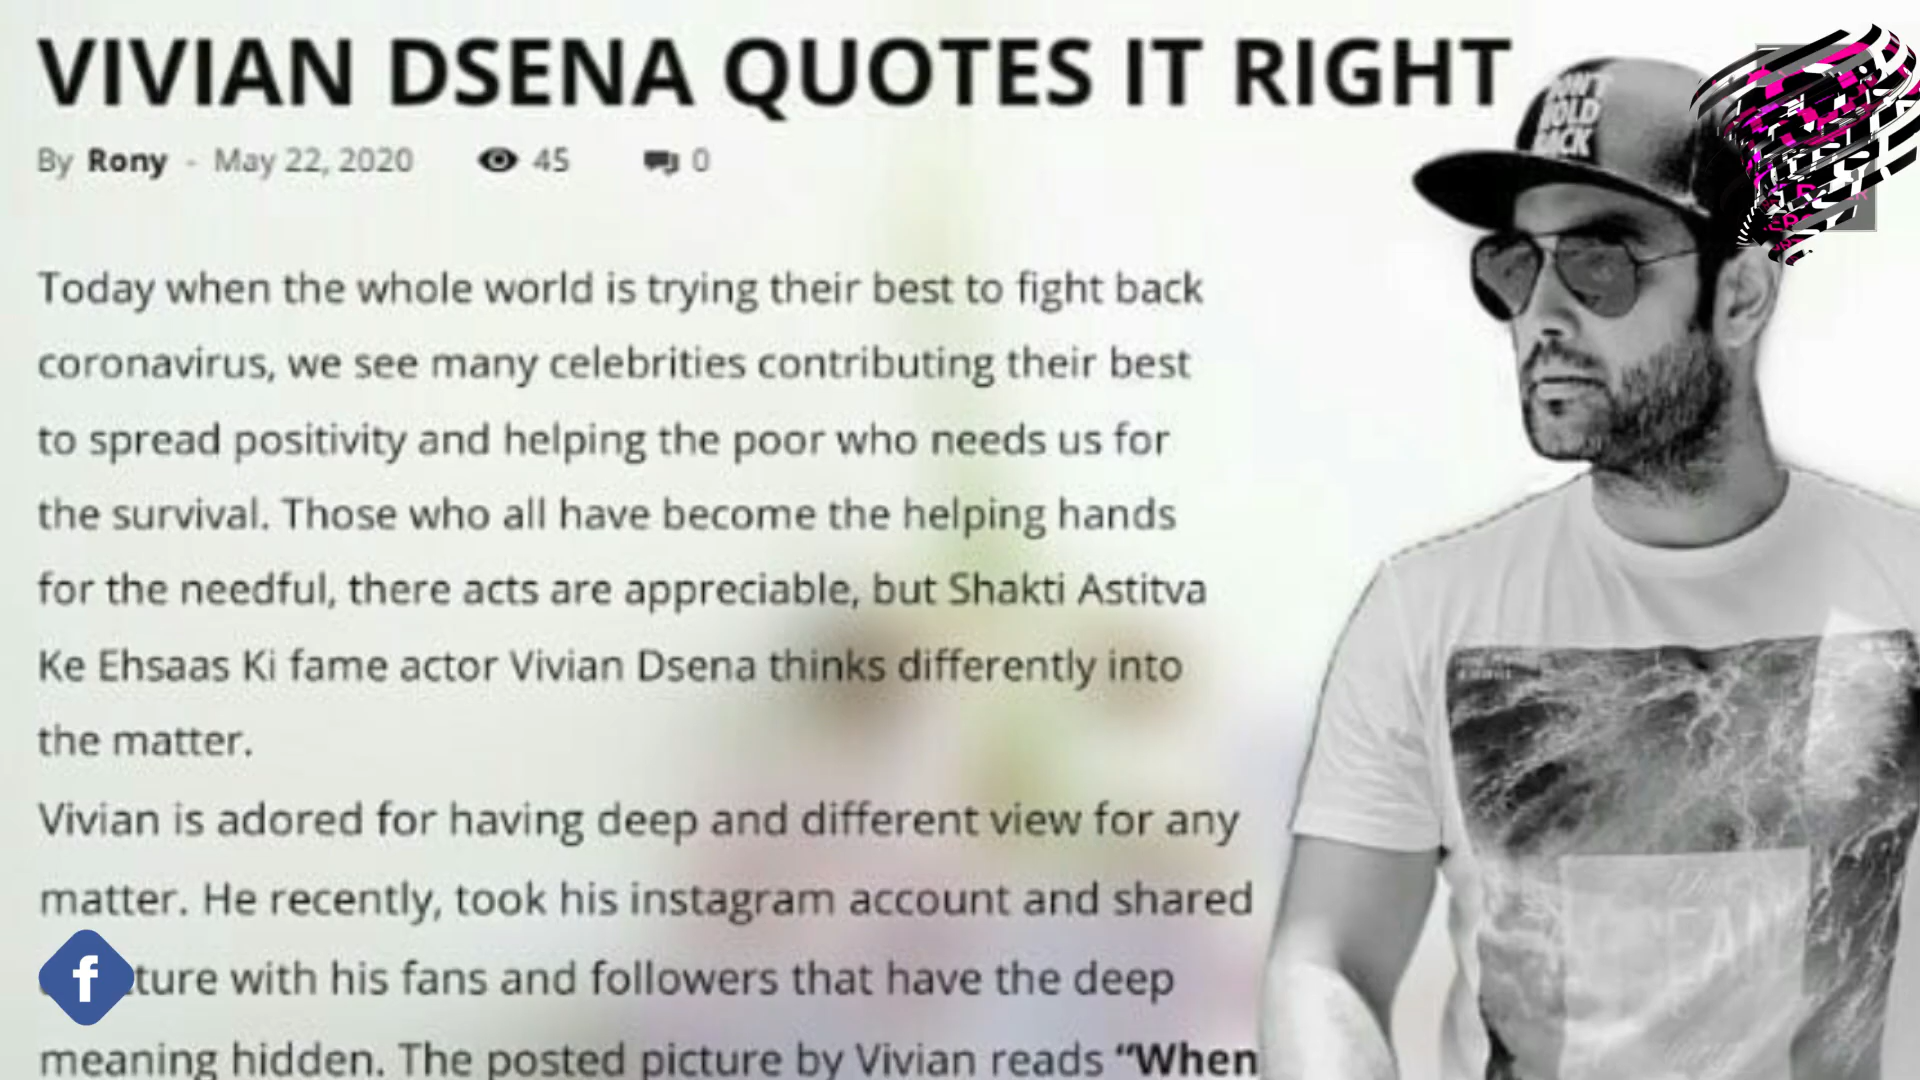 VIVIAN DSENA QUOTES IT RIGHT
By Rony - May 22, 2020 45 0
Today when the whole world is trying their best to fight back
coronavirus, we see many celebrities contributing their best
to spread positivity and helping the poor who needs us for
the survival. Those who all have become the helping hands
for the needful, there acts are appreciable, but Shakti Astitva
Ke Ehsaas Ki fame actor Vivian Dsena thinks differently into
the matter.
Vivian is adored for having deep and different view for any
matter. He recently, took his instagram account and shared
ture with his fans and followers that have the deep
meaning hidden. The posted picture by Vivian reads “When
DON'T
HOLD
BACK
f